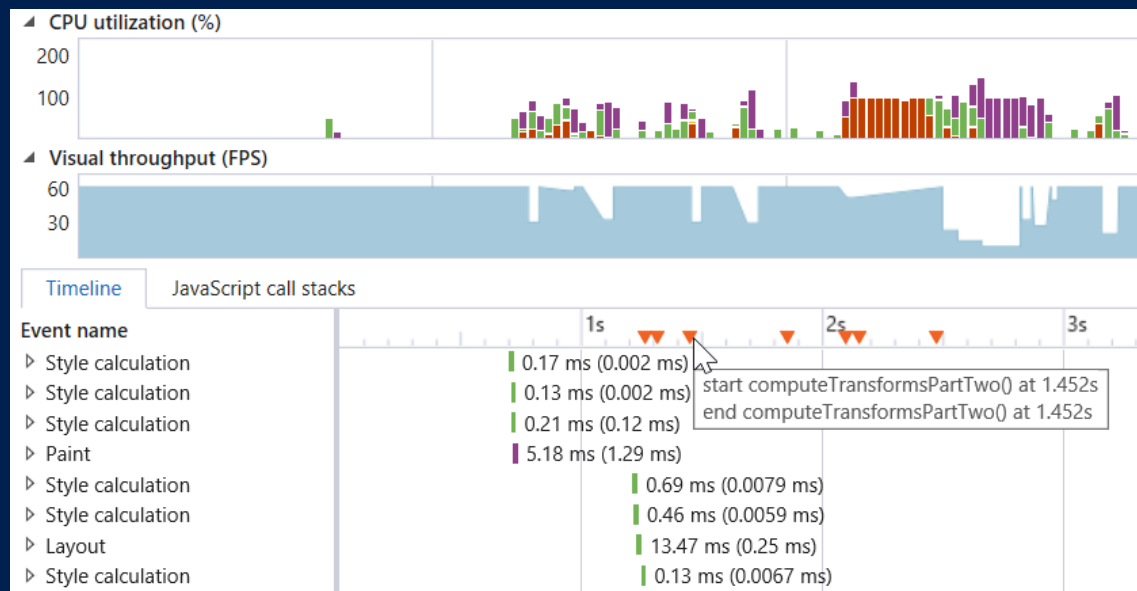 CPU utilization (%)
200
100
Visual throughput (FPS)
60
30
Timeline JavaScript call stacks
Event name 1s 2s 3s
Style calculation 0.17 ms (0.002 ms)
start computeTransformsPartTwo() at 1.452s
Style calculation 0.13 ms (0.002 ms)
end computeTransformsPartTwo() at 1.452s
Style calculation 0.21 ms (0.12 ms)
Paint 5.18 ms (1.29 ms)
Style calculation 0.69 ms (0.0079 ms)
Style calculation 0.46 ms (0.0059 ms)
Layout 13.47 ms (0.25 ms)
Style calculation 0.13 ms (0.0067 ms)